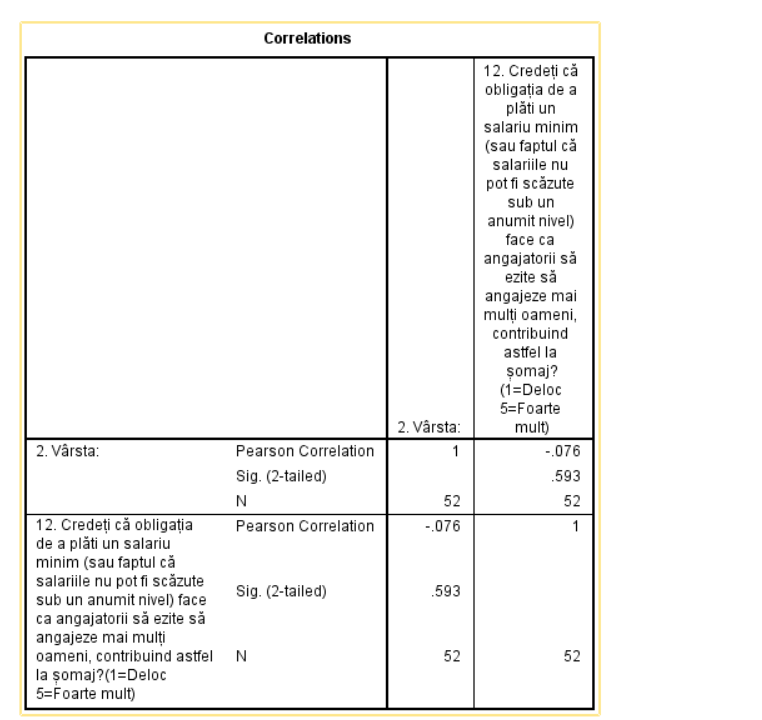 Correlations
12. Credeți că
obligația de a
plăti un
salariu minim
(sau faptul că
salariile nu
pot fi scăzute
sub un
anumit nivel)
face ca
angajatorii să
ezite să
angajeze mai
mulți oameni,
contribuind
astfel la
șomaj?
(1=Deloc
5=Foarte
2. Vârsta: mult)
2. Vârsta: Pearson Correlation 1 -.076
Sig. (2-tailed) .593
N 52 52
12. Credeți că obligația Pearson Correlation -.076 1
de a plăti un salariu
minim (sau faptul că
salariile nu pot fi scăzute
Sig. (2-tailed) .593
sub un anumit nivel) face
ca angajatorii să ezite să
angajeze mai mulți
oameni, contribuind astfel N 52 52
la șomaj?(1=Deloc
5=Foarte mult)